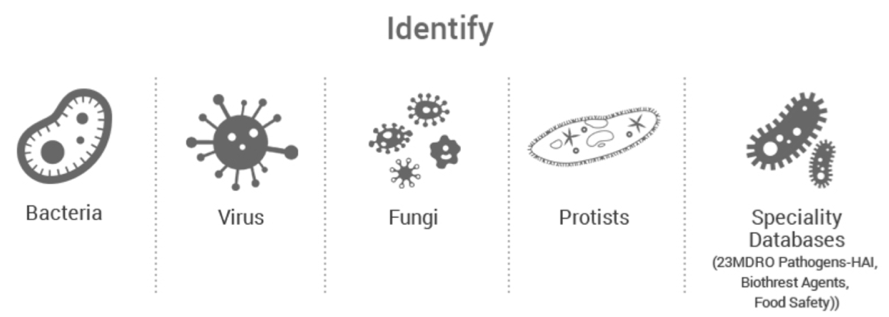 Identify
Bacteria
Virus
Fungi
Protists
Speciality
Databases
(23MDRO Pathogens-HAI,
Biothrest Agents,
Food Safety))